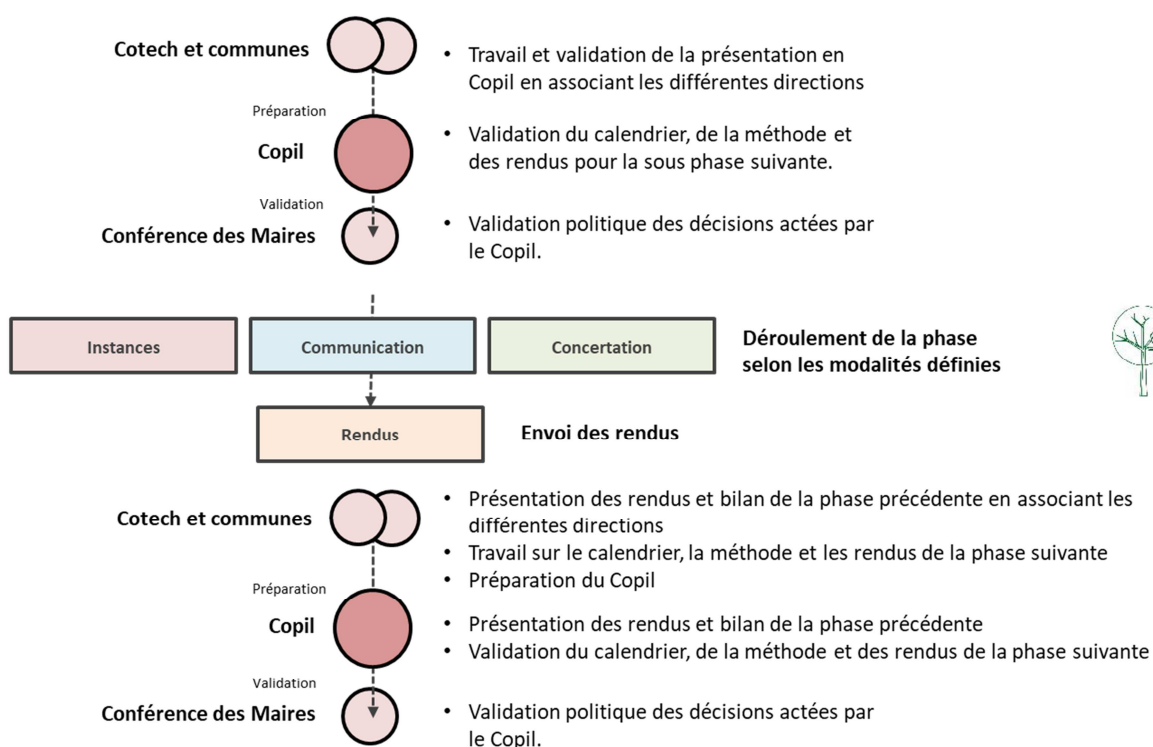 Cotech et communes
• Travail et validation de la présentation en
Copil en associant les différentes directions
Préparation
Copil
• Validation du calendrier, de la méthode et
des rendus pour la sous phase suivante.
Validation
Conférence des Maires
• Validation politique des décisions actées par
le Copil.
Instances
Communication
Concertation
Déroulement de la phase
selon les modalités définies
Rendus
Envoi des rendus
Cotech et communes
• Présentation des rendus et bilan de la phase précédente en associant les
différentes directions
• Travail sur le calendrier, la méthode et les rendus de la phase suivante
• Préparation du Copil
Préparation
Copil
• Présentation des rendus et bilan de la phase précédente
• Validation du calendrier, de la méthode et des rendus de la phase suivante
Validation
Conférence des Maires
• Validation politique des décisions actées par
le Copil.